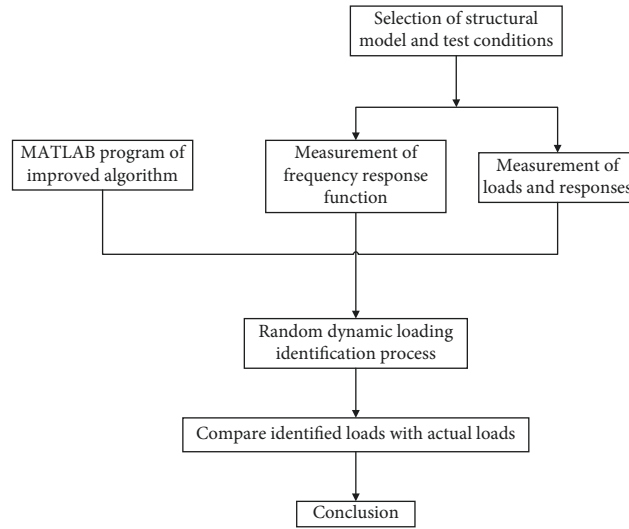 Selection of structural
model and test conditions
MATLAB program of
improved algorithm
Measurement of
frequency response
function
Measurement of
loads and responses
Random dynamic loading
identification process
Compare identified loads with actual loads
Conclusion